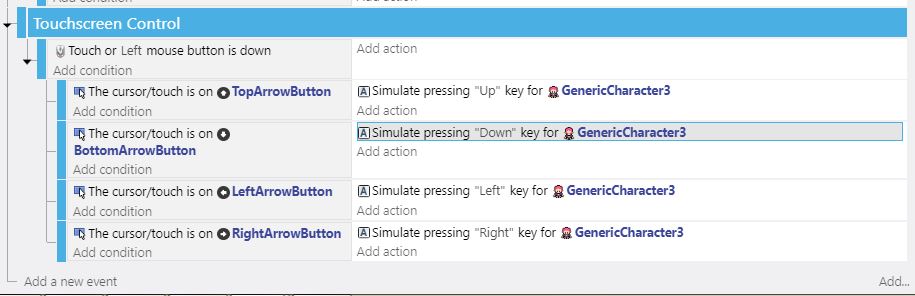 Add action
Touchscreen Control
Touch or Left mouse button is down
Add action
Add condition
The cursor/touch is on TopArrowButton
Simulate pressing "Up" key for GenericCharacter3
Add condition
Add action
The cursor/touch is on
BottomArrowButton
Simulate pressing "Down" key for GenericCharacter3
Add action
Add condition
The cursor/touch is on LeftArrowButton
Simulate pressing "Left" key for GenericCharacter3
Add condition
Add action
The cursor/touch is on RightArrowButton
Simulate pressing "Right" key for GenericCharacter3
Add condition
Add action
Add a new event
Add...